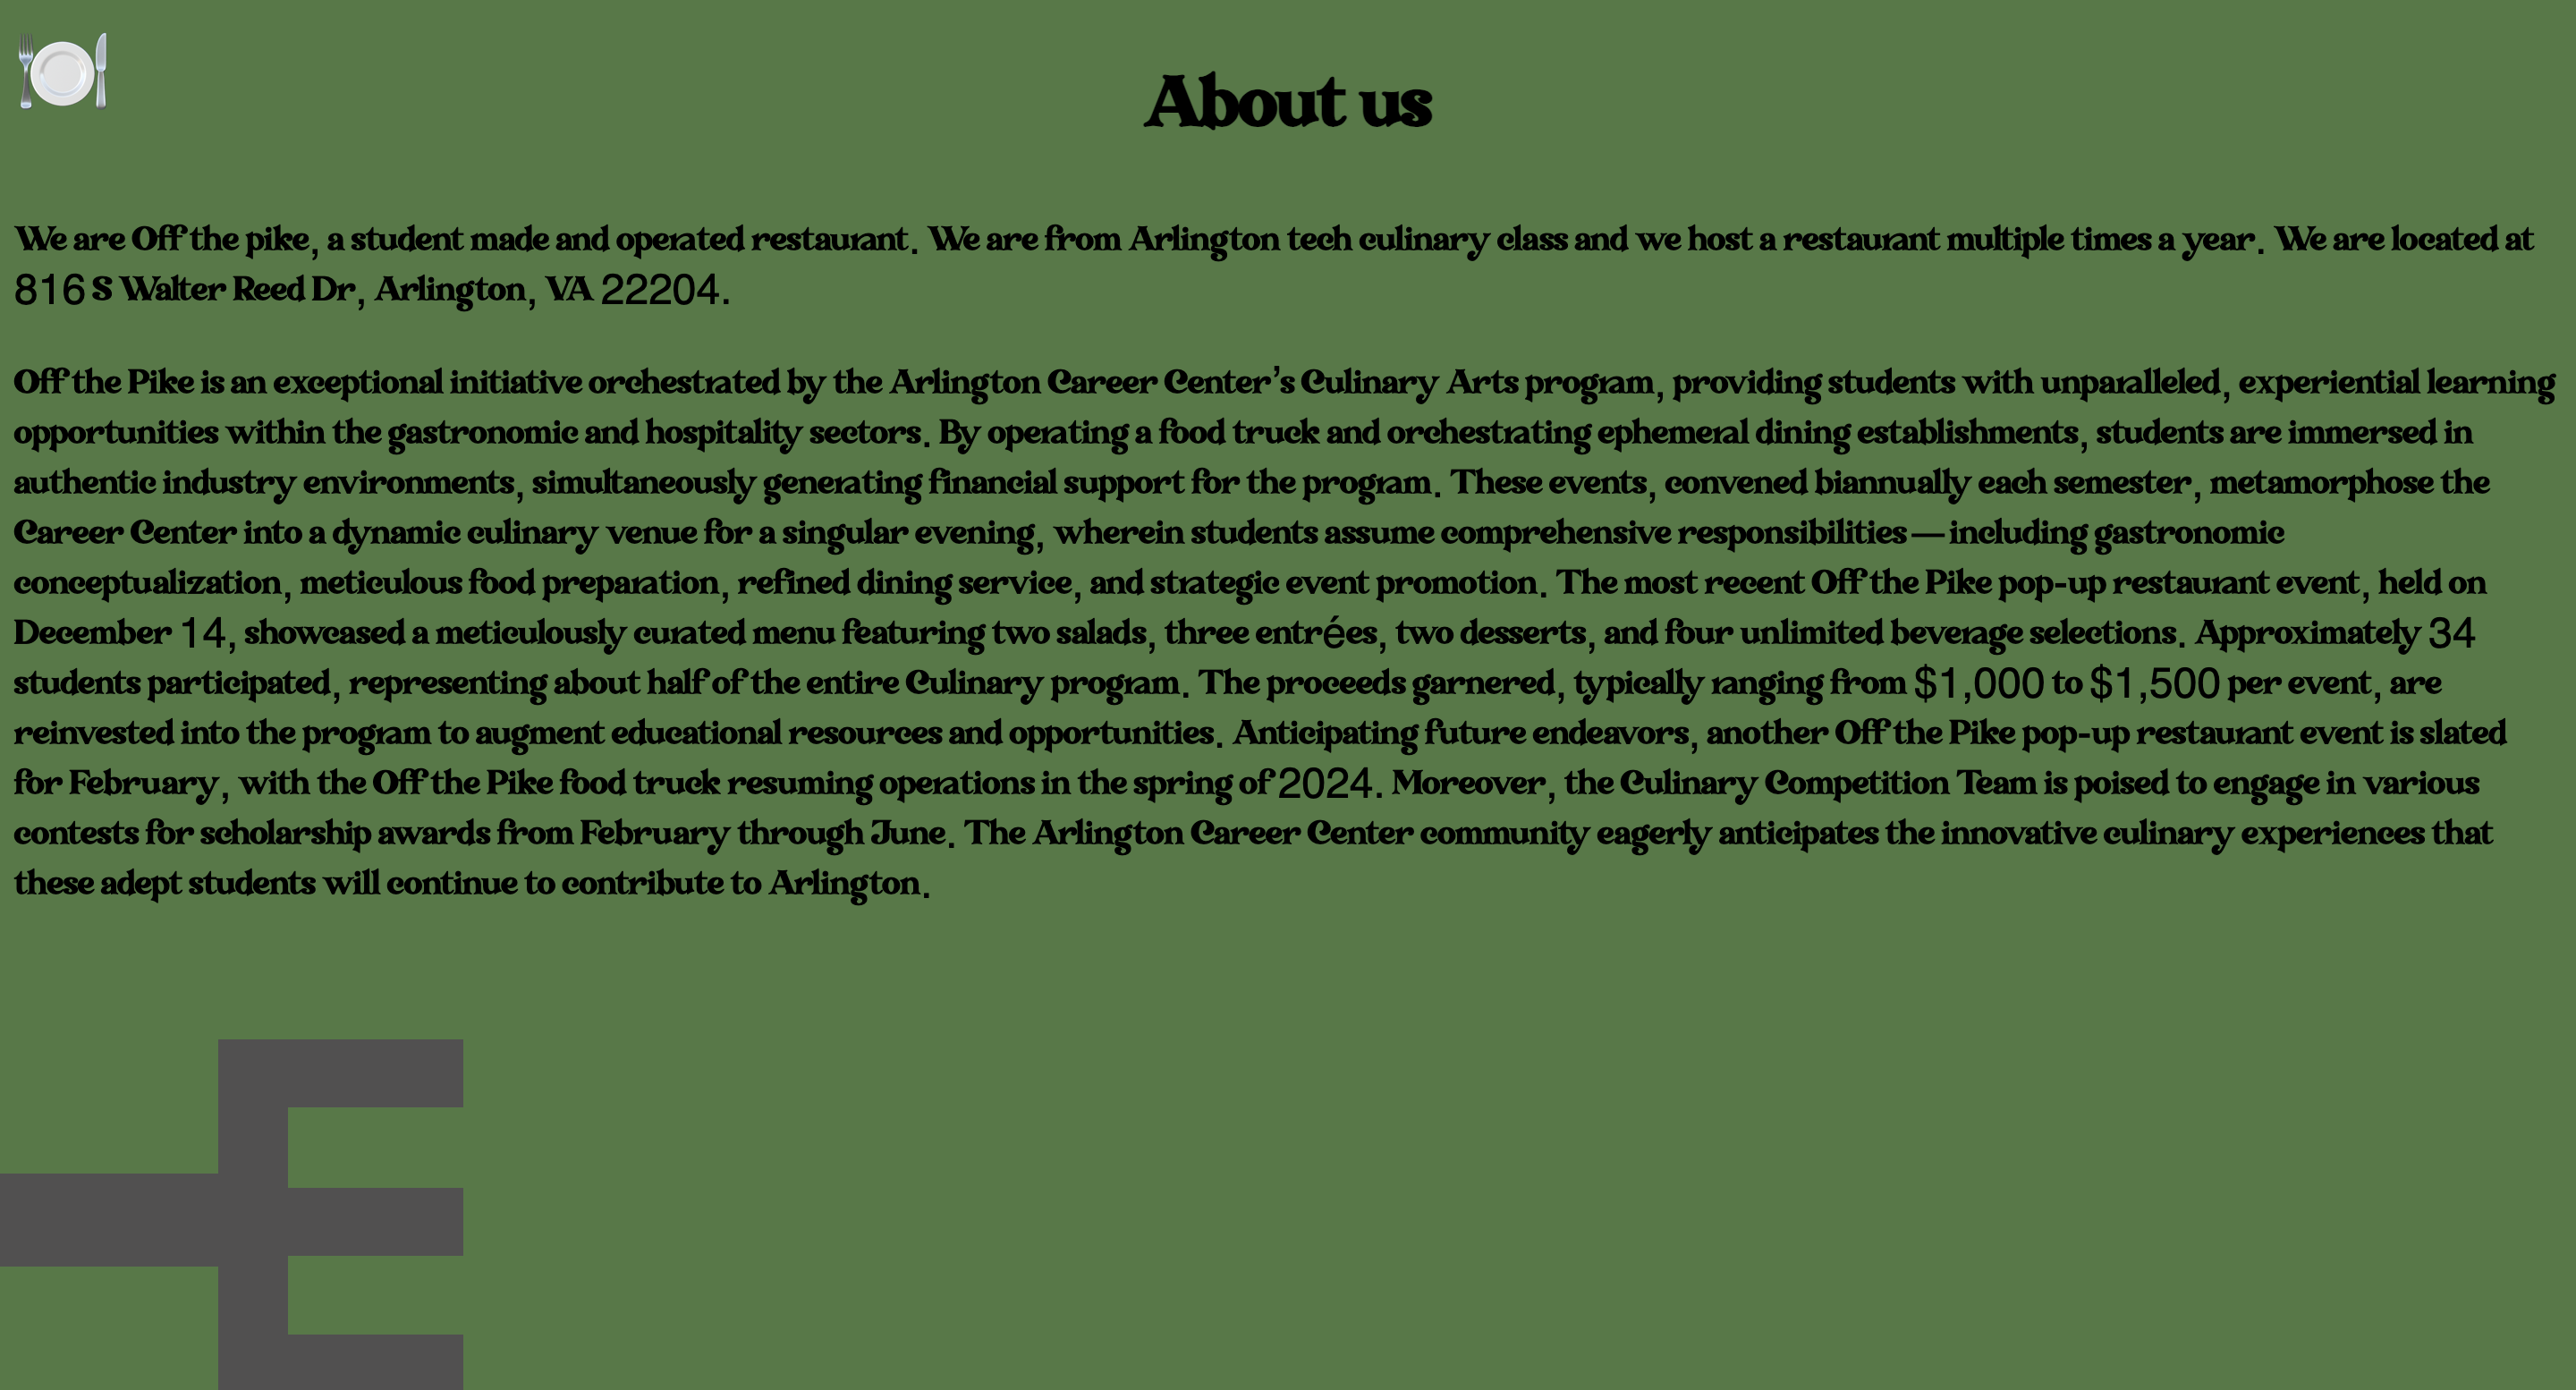 About us
We are Off the pike, a student made and operated restaurant. We are from Arlington tech culinary class and we host a restaurant multiple times a year. We are located at
816 S Walter Reed Dr, Arlington, VA 22204.
Off the Pike is an exceptional initiative orchestrated by the Arlington Career Center's Culinary Arts program, providing students with unparalleled, experiential learning
opportunities within the gastronomic and hospitality sectors. By operating a food truck and orchestrating ephemeral dining establishments, students are immersed in
authentic industry environments, simultaneously generating financial support for the program. These events, convened biannually each semester, metamorphose the
Career Center into a dynamic culinary venue for a singular evening, wherein students assume comprehensive responsibilities—including gastronomic
conceptualization, meticulous food preparation, refined dining service, and strategic event promotion. The most recent Off the Pike pop-up restaurant event, held on
December 14, showcased a meticulously curated menu featuring two salads, three entrées, two desserts, and four unlimited beverage selections. Approximately 34
students participated, representing about half of the entire Culinary program. The proceeds garnered, typically ranging from $1,000 to $1,500 per event, are
reinvested into the program to augment educational resources and opportunities. Anticipating future endeavors, another Off the Pike pop-up restaurant event is slated
for February, with the Off the Pike food truck resuming operations in the spring of 2024. Moreover, the Culinary Competition Team is poised to engage in various
contests for scholarship awards from February through June. The Arlington Career Center community eagerly anticipates the innovative culinary experiences that
these adept students will continue to contribute to Arlington.